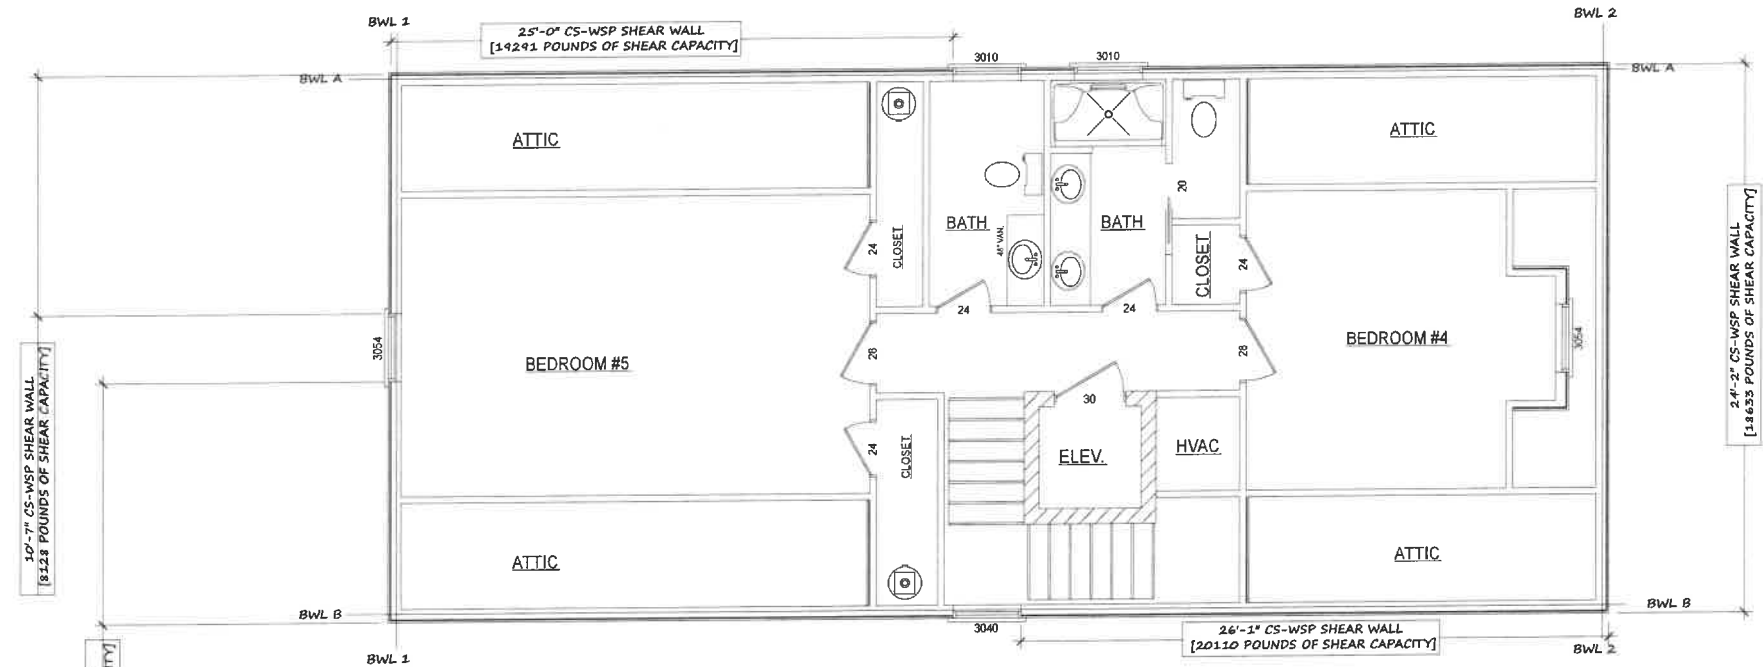 BWL 1
BWL 2
25'-0" CS-WSP SHEAR WALL
[19291 POUNDS OF SHEAR CAPACITY]
3010
3010
BWL A
BWL A
ATTIC
ATTIC
20
BATH
BATH
48" VAN.
CLOSET
CLOSET
24
24
24
24
24'-2" CS-WSP SHEAR WALL
[18633 POUNDS OF SHEAR CAPACITY]
3054
BEDROOM #5
28
28
BEDROOM #4
3054
10'-7" CS-WSP SHEAR WALL
[8128 POUNDS OF SHEAR CAPACITY]
30
24
CLOSET
ELEV.
HVAC
ATTIC
ATTIC
BWL B
BWL B
3040
26'-1" CS-WSP SHEAR WALL
[20110 POUNDS OF SHEAR CAPACITY]
BWL 1
BWL 2